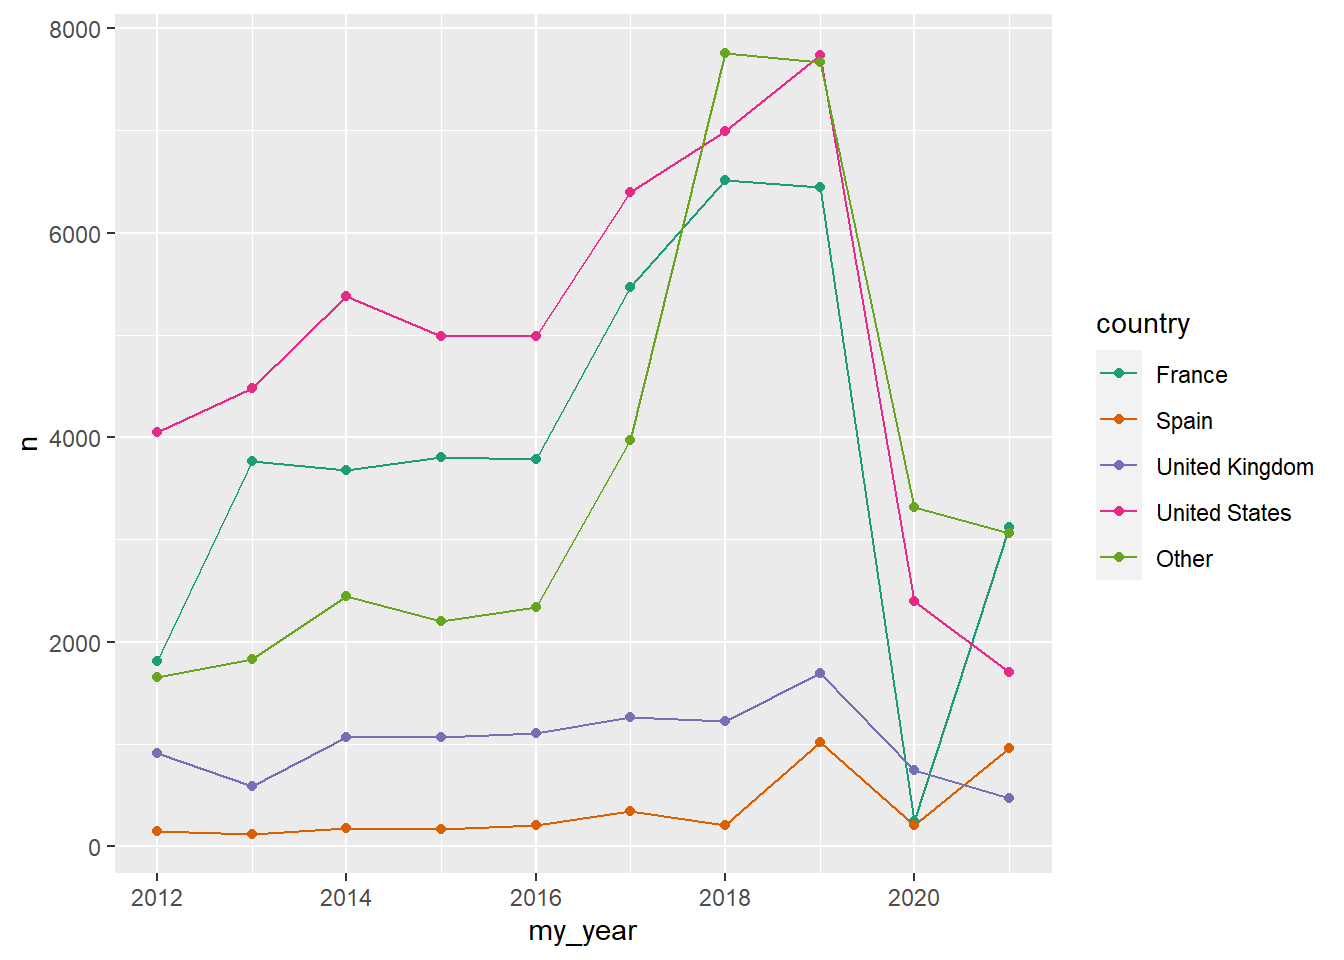 8000
6000
4000
2000
0
n
2012 2014 2016 2018 2020
my_year
country
France
Spain
United Kingdom
United States
Other